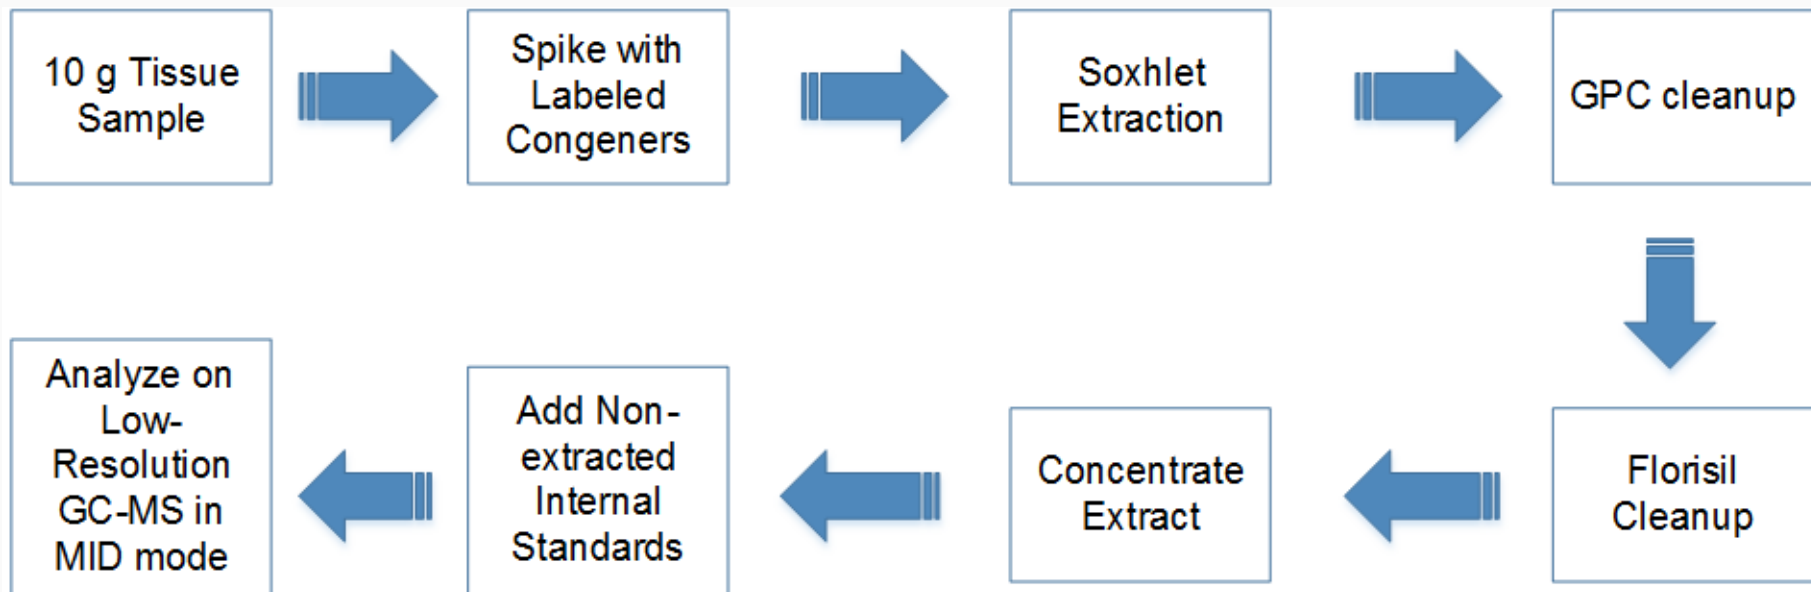 10 g Tissue
Sample
Spike with
Labeled
Congeners
Soxhlet
Extraction
GPC cleanup
Florisil
Cleanup
Concentrate
Extract
Add Non-
extracted
Internal
Standards
Analyze on
Low-
Resolution
GC-MS in
MID mode